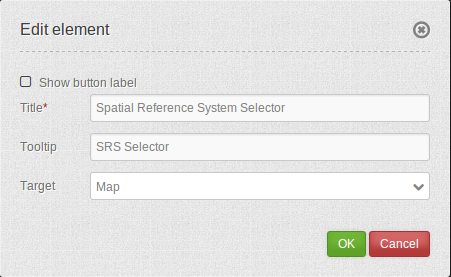 Edit element
Show button label
Title* Spatial Reference System Selector
Tooltip SRS Selector
Target Map
OK Cancel